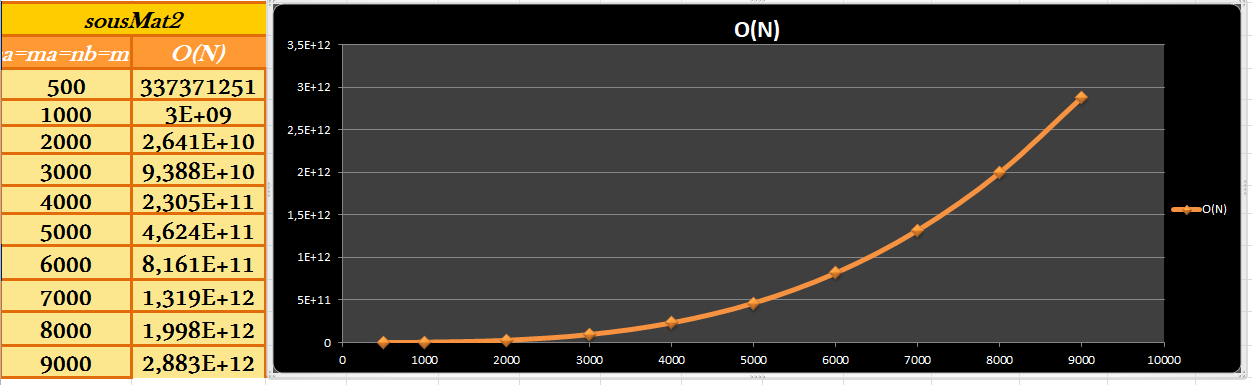 sousMat2
a=ma=nb=m O(N)
500 337371251
1000 3E+09
2000 2,641E+10
3000 9,388E+10
4000 2,305E+11
5000 4,624E+11
6000 8,161E+11
7000 1,319E+12
8000 1,998E+12
9000 2,883E+12
O(N)
3,5E+12
3E+12
2,5E+12
2E+12
1,5E+12
1E+12
5E+11
0
0 1000 2000 3000 4000 5000 6000 7000 8000 9000 10000
O(N)